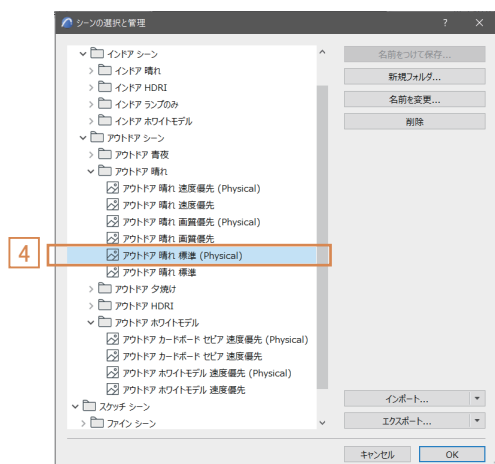 シーンの選択と管理
? ×
インドア シーン
インドア 晴れ
インドア HDRI
インドア ランプのみ
インドア ホワイトモデル
アウトドア シーン
アウトドア 青夜
アウトドア 晴れ
アウトドア 晴れ 速度優先 (Physical)
アウトドア 晴れ 速度優先
アウトドア 晴れ 画質優先 (Physical)
アウトドア 晴れ 画質優先
4
アウトドア 晴れ 標準 (Physical)
アウトドア 晴れ 標準
アウトドア 夕焼け
アウトドア HDRI
アウトドア ホワイトモデル
アウトドア カードボード セピア 速度優先 (Physical)
アウトドア カードボード セピア 速度優先
アウトドア ホワイトモデル 速度優先 (Physical)
アウトドア ホワイトモデル 速度優先
スケッチ シーン
ファイン シーン
名前をつけて保存...
新規フォルダ...
名前を変更...
削除
インポート...
エクスポート...
キャンセル
OK